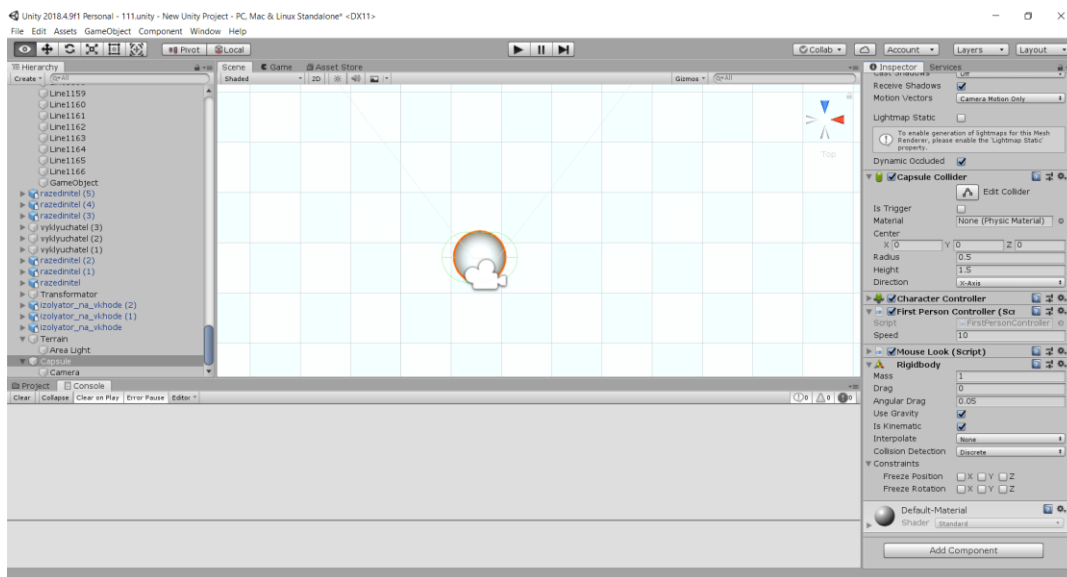 Unity 2018.4.9f1 Personal - 111.unity - New Unity Project - PC, Mac & Linux Standalone* <DX11>
File Edit Assets GameObject Component Window Help
Pivot Local Collab Account Layers Layout
Hierarchy
Create All
Line1159
Line1160
Line1161
Line1162
Line1163
Line1164
Line1165
Line1166
GameObject
razedinitel (5)
razedinitel (4)
razedinitel (3)
vyklyuchatel (3)
vyklyuchatel (2)
vyklyuchatel (1)
razedinitel (2)
razedinitel (1)
razedinitel
Transformator
izolyator_na_vkhode (2)
izolyator_na_vkhode (1)
izolyator_na_vkhode
Terrain
Area Light
Capsule
Camera
Scene Game Asset Store
Shaded 2D Gizmos All
Top
Project Console
Clear Collapse Clear on Play Error Pause Editor 0 0 0
Inspector Services
Cast Shadows Off
Receive Shadows
Motion Vectors Camera Motion Only
Lightmap Static
To enable generation of lightmaps for this Mesh
Renderer, please enable the 'Lightmap Static'
property.
Dynamic Occluded
Capsule Collider
Edit Collider
Is Trigger
Material None (Physic Material)
Center
X 0 Y 0 Z 0
Radius 0.5
Height 1.5
Direction X-Axis
Character Controller
First Person Controller (Scr
Script FirstPersonController
Speed 10
Mouse Look (Script)
Rigidbody
Mass 1
Drag 0
Angular Drag 0.05
Use Gravity
Is Kinematic
Interpolate None
Collision Detection Discrete
Constraints
Freeze Position X Y Z
Freeze Rotation X Y Z
Default-Material
Shader Standard
Add Component